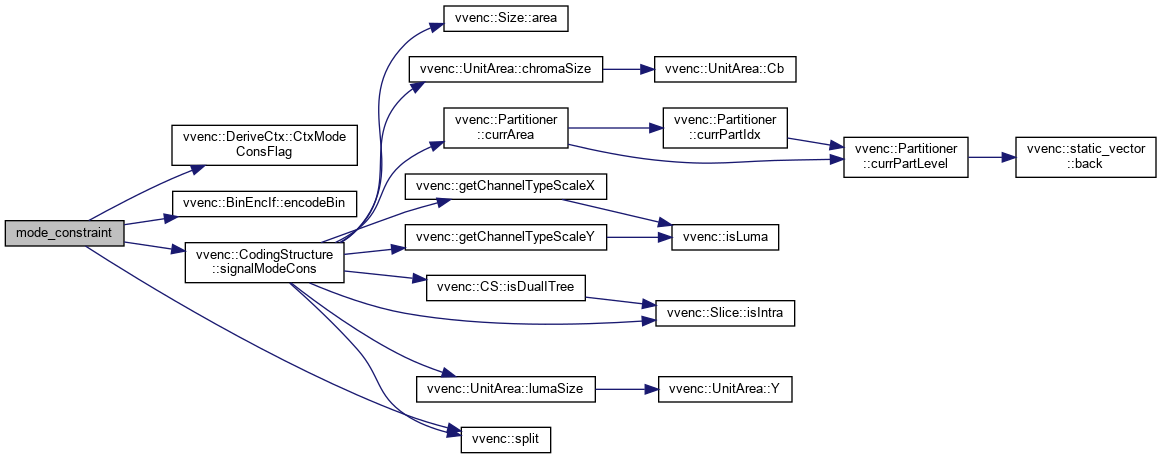 vvenc::Size::area
vvenc::UnitArea::chromaSize
vvenc::UnitArea::Cb
vvenc::Partitioner
::currArea
vvenc::Partitioner
::currPartIdx
vvenc::DeriveCtx::CtxMode
ConsFlag
vvenc::Partitioner
::currPartLevel
vvenc::static_vector
::back
vvenc::getChannelTypeScaleX
vvenc::BinEncIf::encodeBin
mode_constraint
vvenc::getChannelTypeScaleY
vvenc::isLuma
vvenc::CodingStructure
::signalModeCons
vvenc::CS::isDualITree
vvenc::Slice::isIntra
vvenc::UnitArea::lumaSize
vvenc::UnitArea::Y
vvenc::split